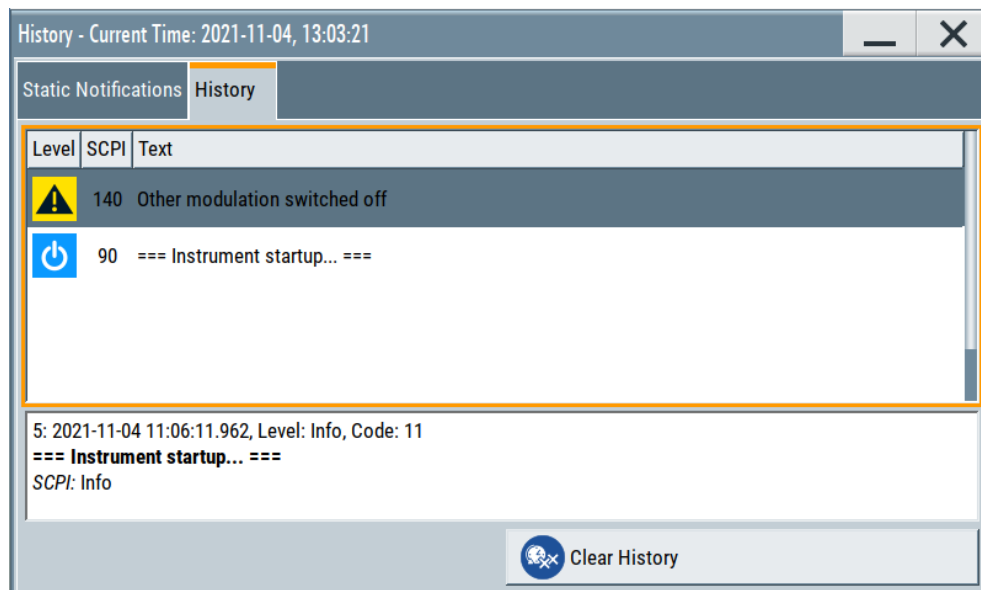 History - Current Time: 2021-11-04, 13:03:21
Static Notifications History
Level SCPI Text
140 Other modulation switched off
90 === Instrument startup... ===
5: 2021-11-04 11:06:11.962, Level: Info, Code: 11
=== Instrument startup... ===
SCPI: Info
Clear History